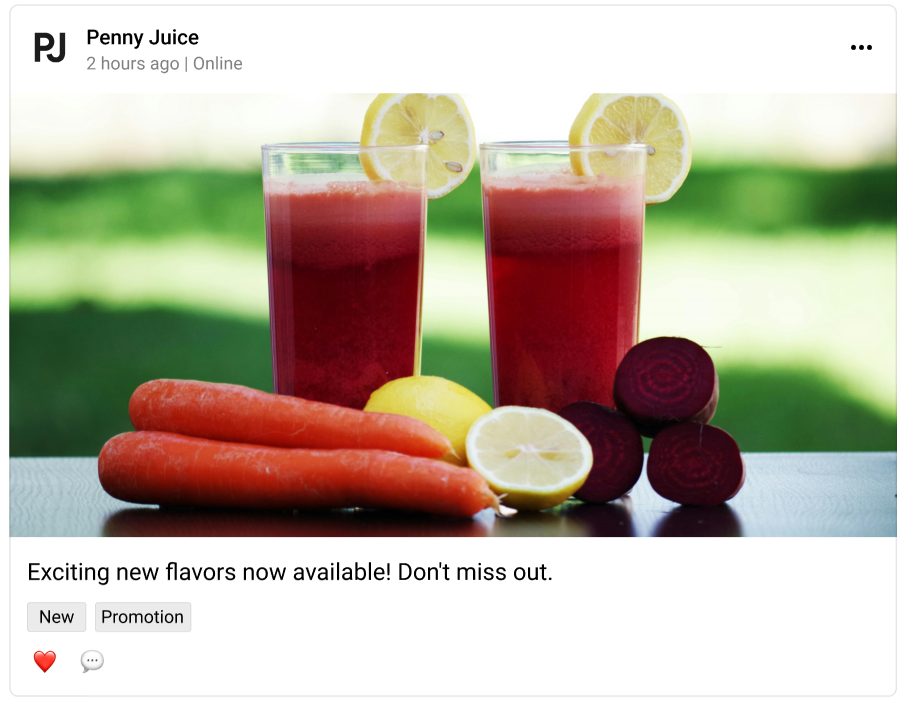 PJ
Penny Juice
2 hours ago | Online
Exciting new flavors now available! Don't miss out.
New
Promotion